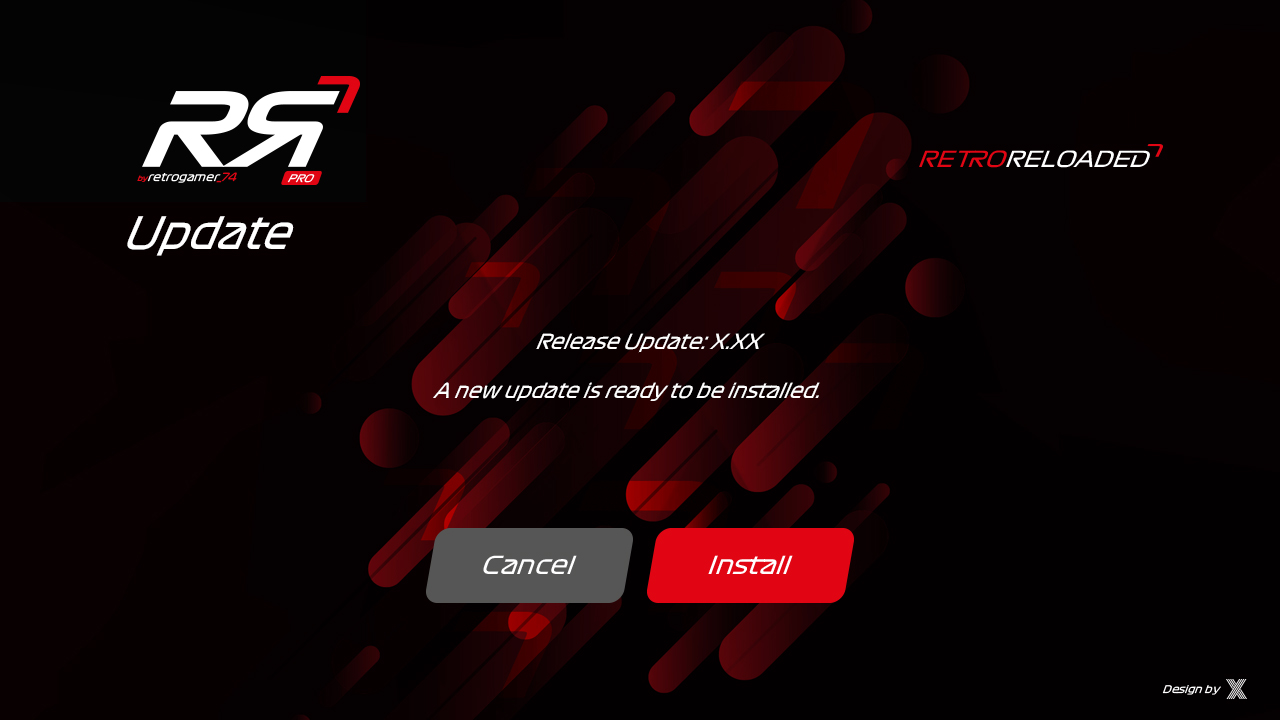 RR
by retrogamer_74
PRO
RETRORELOADED
Update
Release Update: X.XX
A new update is ready to be installed.
Cancel
Install
Design by X